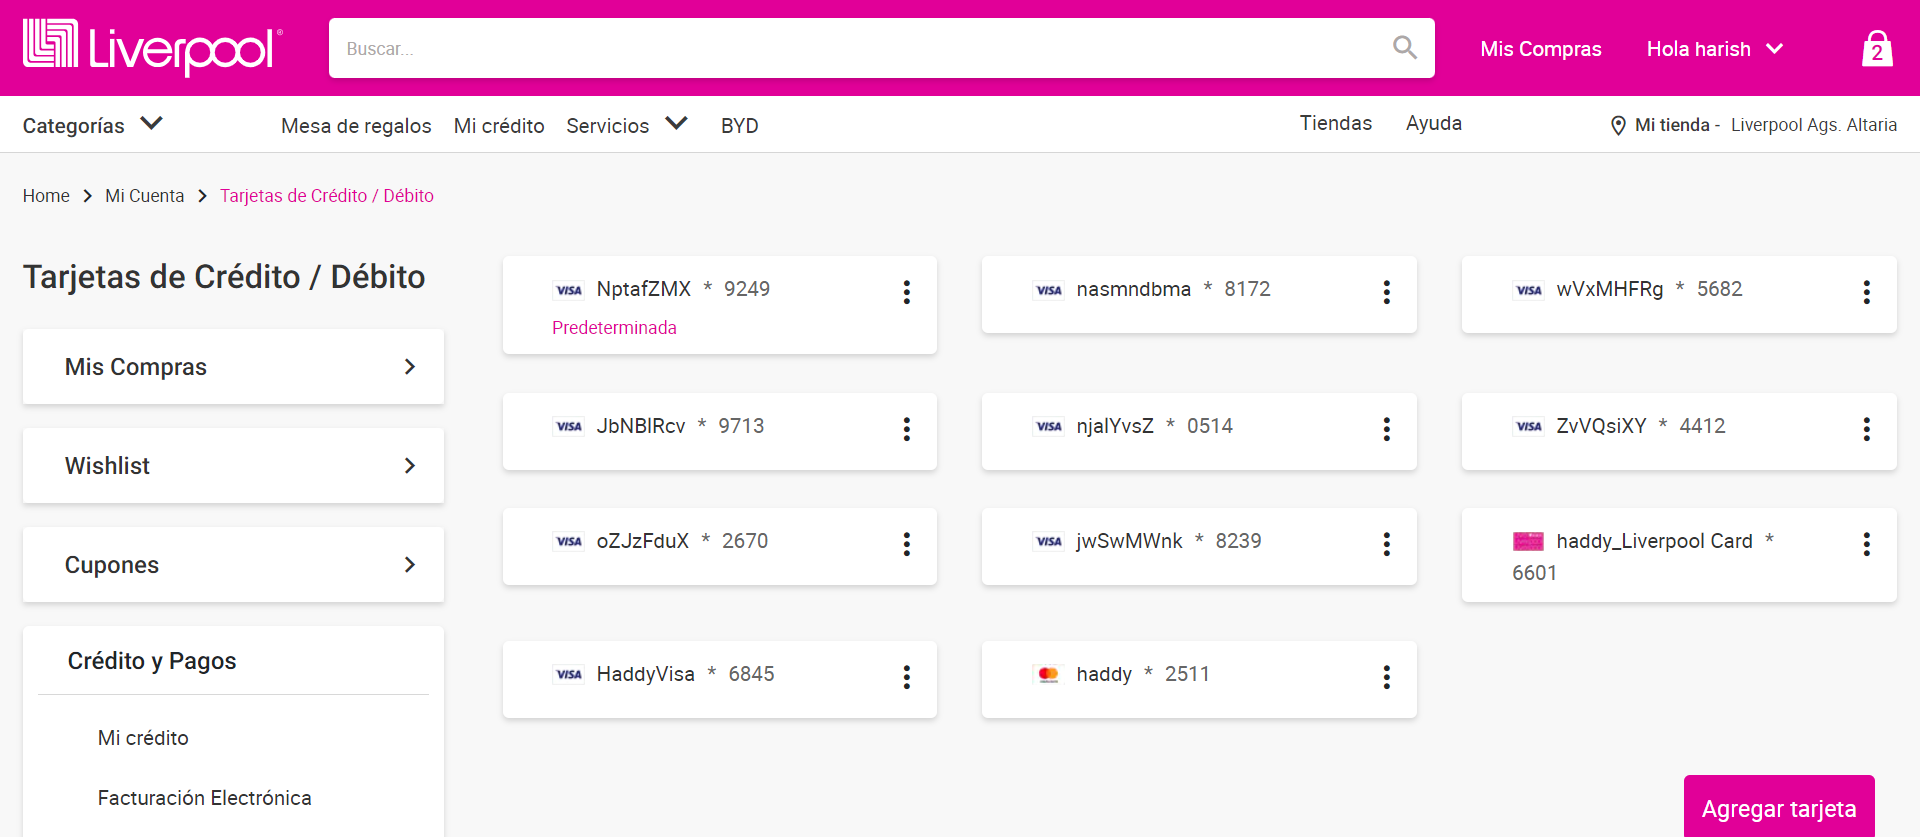 Liverpool®
Buscar...
Mis Compras
Hola harish
2
Categorías
Mesa de regalos
Mi crédito
Servicios
BYD
Tiendas
Ayuda
Mi tienda - Liverpool Ags. Altaria
Home > Mi Cuenta > Tarjetas de Crédito / Débito
Tarjetas de Crédito / Débito
Mis Compras
Wishlist
Cupones
Crédito y Pagos
Mi crédito
Facturación Electrónica
VISA NptafZMX * 9249
Predeterminada
VISA nasmndbma * 8172
VISA wVxMHFRg * 5682
VISA JbNBlRcv * 9713
VISA njalYvsZ * 0514
VISA ZvVQsiXY * 4412
VISA oZJzFduX * 2670
VISA jwSwMWnk * 8239
haddy_Liverpool Card *
6601
VISA HaddyVisa * 6845
haddy * 2511
Agregar tarjeta